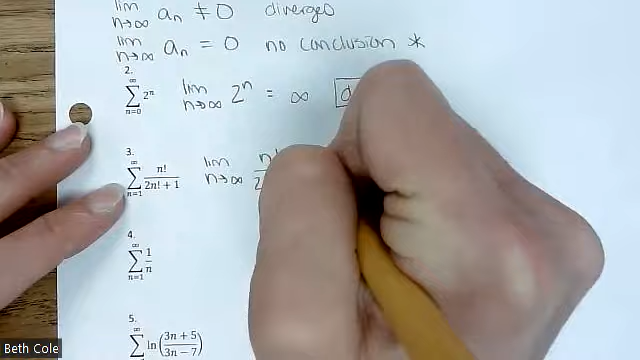 lim n→∞ aₙ ≠ 0 diverges
lim n→∞ aₙ = 0 no conclusion *
2.
∞ ∑ n=0 2ⁿ lim n→∞ 2ⁿ = ∞
3.
∞ ∑ n=1 n!/(2n! + 1) lim n→∞
4.
∞ ∑ n=1 1/n
5.
∞ ∑ n=1 ln((3n + 5)/(3n − 7))
Beth Cole